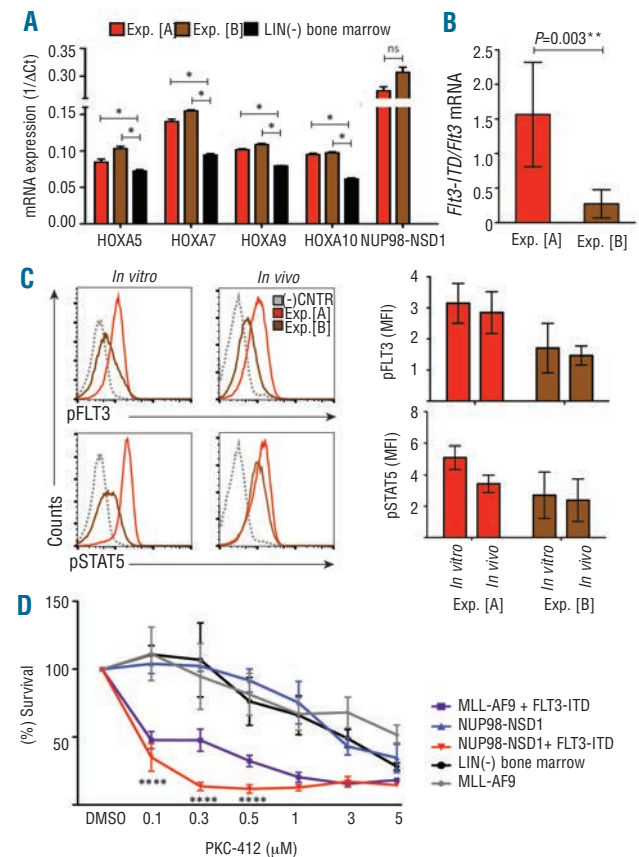 A
Exp. [A] Exp. [B] LIN(-) bone marrow
mRNA expression (1/ΔCt)
0.35
0.30
0.15
0.10
0.05
0.00
* * * * * * * * ns
HOXA5 HOXA7 HOXA9 HOXA10 NUP98-NSD1
B
P=0.003**
Flt3-ITD/Flt3 mRNA
2.5
2.0
1.5
1.0
0.5
0
Exp. [A] Exp. [B]
C
In vitro In vivo
(-)CNTR
Exp.[A]
Exp.[B]
pFLT3
pSTAT5
Counts
pFLT3 (MFI)
4
3
2
1
pSTAT5 (MFI)
8
6
4
2
In vitro In vivo In vitro In vivo
Exp. [A] Exp. [B]
D
(%) Survival
150
100
50
**** **** ****
DMSO 0.1 0.3 0.5 1 3 5
PKC-412 (μM)
MLL-AF9 + FLT3-ITD
NUP98-NSD1
NUP98-NSD1+ FLT3-ITD
LIN(-) bone marrow
MLL-AF9